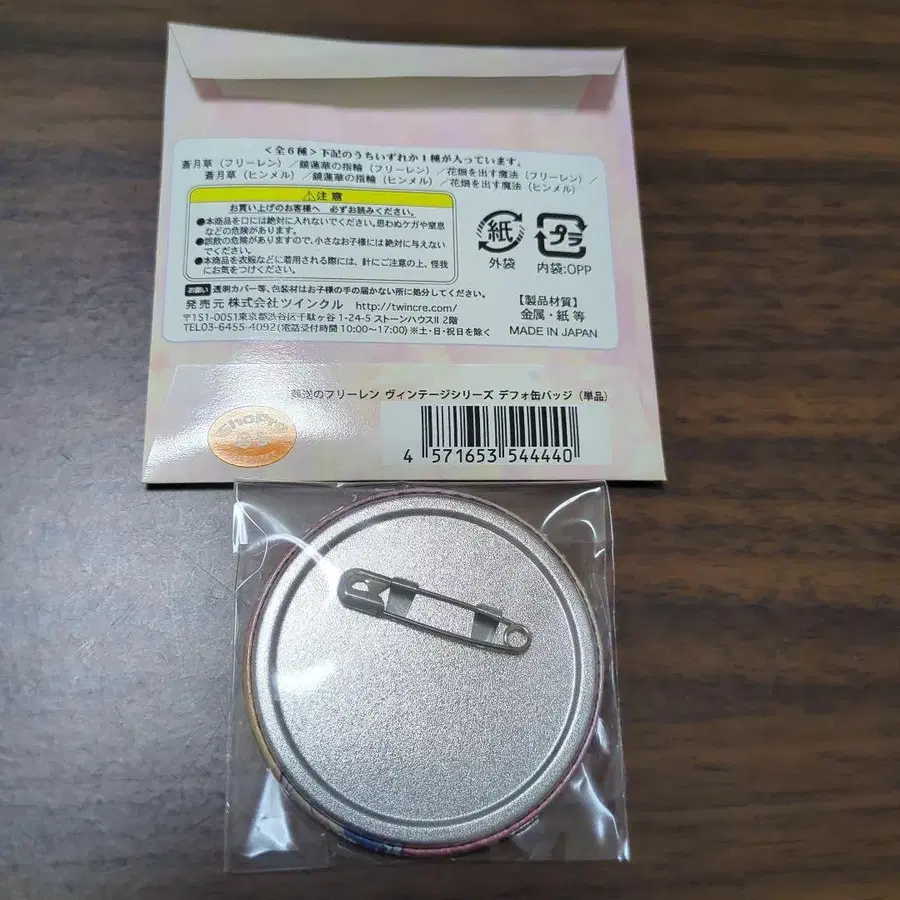 <全6種>下記のうちいずれか1種が入っています。
蒼月草(フリーレン)/鏡蓮華の指輪(フリーレン)/花畑を出す魔法(フリーレン)/
蒼月草(ヒンメル)/鏡蓮華の指輪(ヒンメル)/花畑を出す魔法(ヒンメル)
⚠注意
お買い上げのお客様へ 必ずお読みください。
●本商品を口には絶対に入れないでください。思わぬケガや窒息
などの危険があります。
●誤飲の危険がありますので、小さなお子様には絶対に与えない
でください。
●本商品を衣服などに着用される際には、針にご注意の上、怪我
にお気をつけください。
紙
外袋
プラ
内袋:OPP
お願い 透明カバー等、包装材はお子様の手の届かない所に処分してください。
発売元 株式会社ツインクル http://twincre.com/
〒151-0051東京都渋谷区千駄ヶ谷1-24-5 ストーンハウスⅡ 2階
TEL03-6455-4092(電話受付時間 10:00〜17:00)※土・日・祝日を除く
【製品材質】
金属・紙 等
MADE IN JAPAN
葬送のフリーレン ヴィンテージシリーズ デフォ缶バッジ(単品)
4 571653 544440